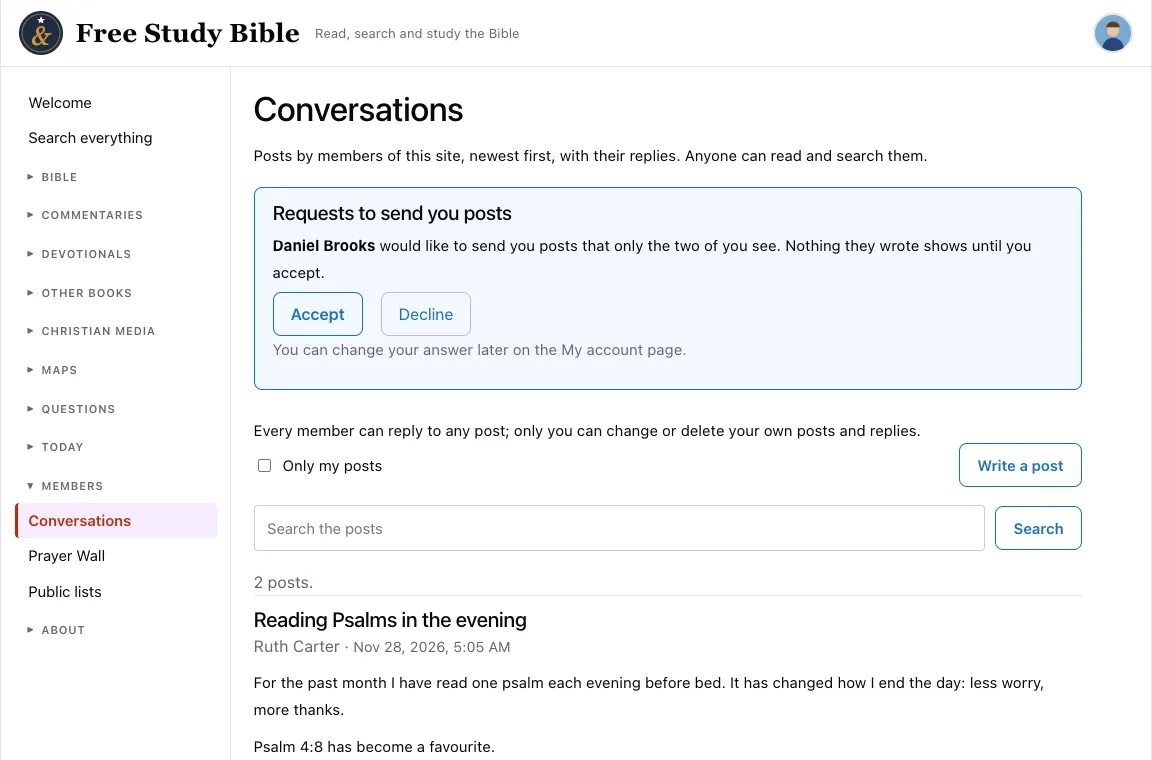 & Free Study Bible Read, search and study the Bible
Welcome
Search everything
BIBLE
COMMENTARIES
DEVOTIONALS
OTHER BOOKS
CHRISTIAN MEDIA
MAPS
QUESTIONS
TODAY
MEMBERS
Conversations
Prayer Wall
Public lists
ABOUT
Conversations
Posts by members of this site, newest first, with their replies. Anyone can read and search them.
Requests to send you posts
Daniel Brooks would like to send you posts that only the two of you see. Nothing they wrote shows until you
accept.
Accept Decline
You can change your answer later on the My account page.
Every member can reply to any post; only you can change or delete your own posts and replies.
Only my posts
Write a post
Search the posts
Search
2 posts.
Reading Psalms in the evening
Ruth Carter · Nov 28, 2026, 5:05 AM
For the past month I have read one psalm each evening before bed. It has changed how I end the day: less worry,
more thanks.
Psalm 4:8 has become a favourite.